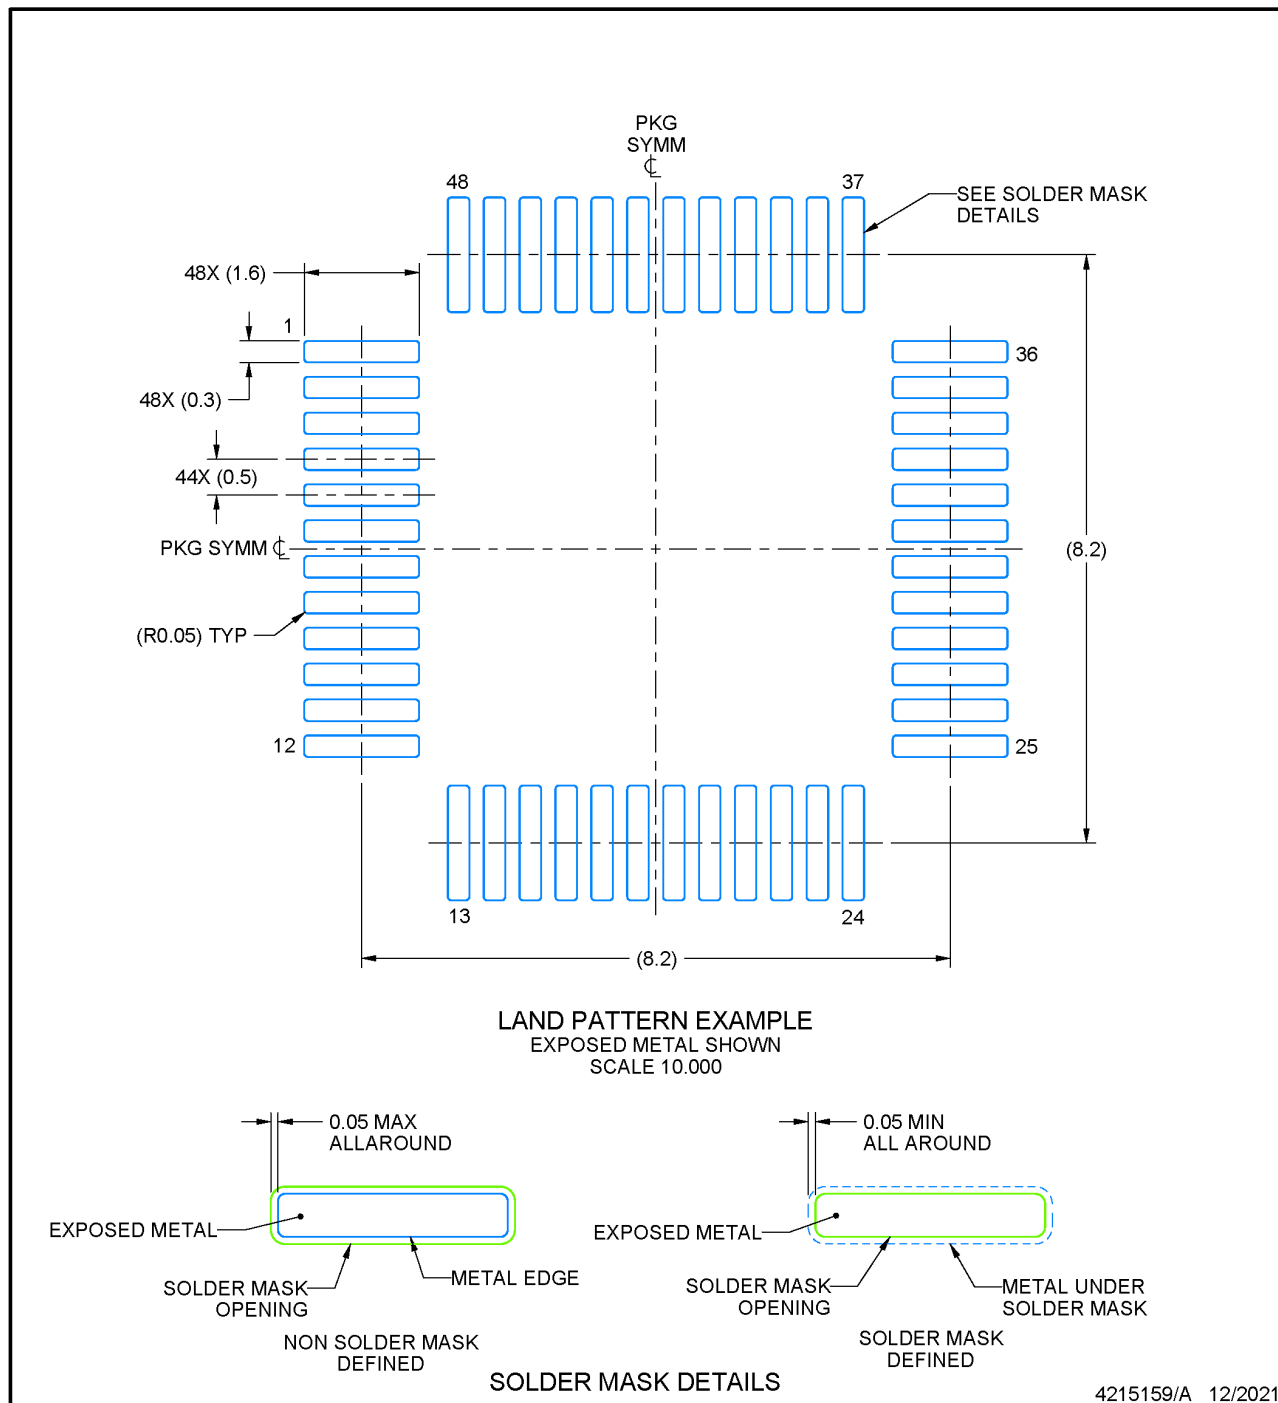 PKG
SYMM
℄
48
37
SEE SOLDER MASK
DETAILS
48X (1.6)
1
36
48X (0.3)
44X (0.5)
PKG SYMM ℄
(8.2)
(R0.05) TYP
12
25
13
24
(8.2)
LAND PATTERN EXAMPLE
EXPOSED METAL SHOWN
SCALE 10.000
0.05 MAX
ALLAROUND
EXPOSED METAL
SOLDER MASK
OPENING
METAL EDGE
NON SOLDER MASK
DEFINED
0.05 MIN
ALL AROUND
EXPOSED METAL
SOLDER MASK
OPENING
METAL UNDER
SOLDER MASK
SOLDER MASK
DEFINED
SOLDER MASK DETAILS
4215159/A 12/2021